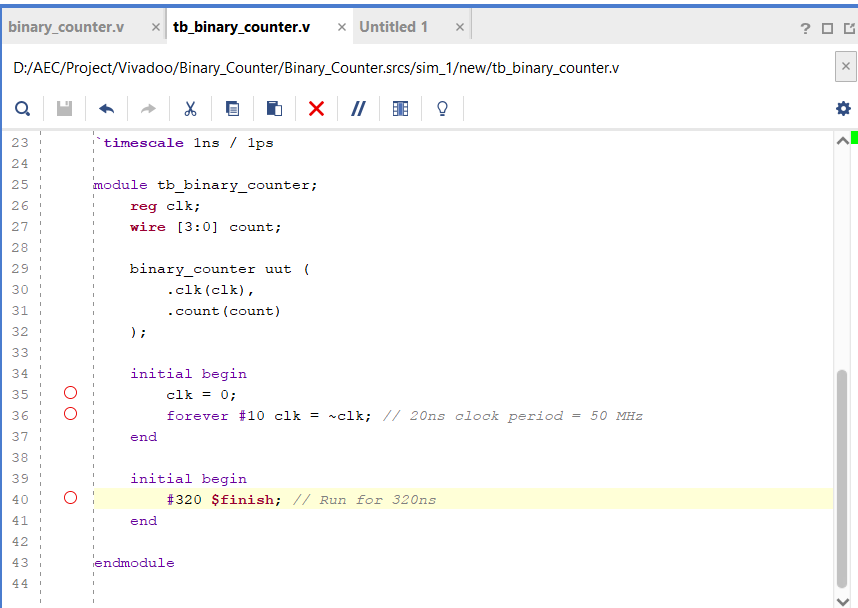 binary_counter.v × tb_binary_counter.v × Untitled 1 × ?
D:/AEC/Project/Vivadoo/Binary_Counter/Binary_Counter.srcs/sim_1/new/tb_binary_counter.v ×
//
23 `timescale 1ns / 1ps
24
25 module tb_binary_counter;
26 reg clk;
27 wire [3:0] count;
28
29 binary_counter uut (
30 .clk(clk),
31 .count(count)
32 );
33
34 initial begin
35 clk = 0;
36 forever #10 clk = ~clk; // 20ns clock period = 50 MHz
37 end
38
39 initial begin
40 #320 $finish; // Run for 320ns
41 end
42
43 endmodule
44